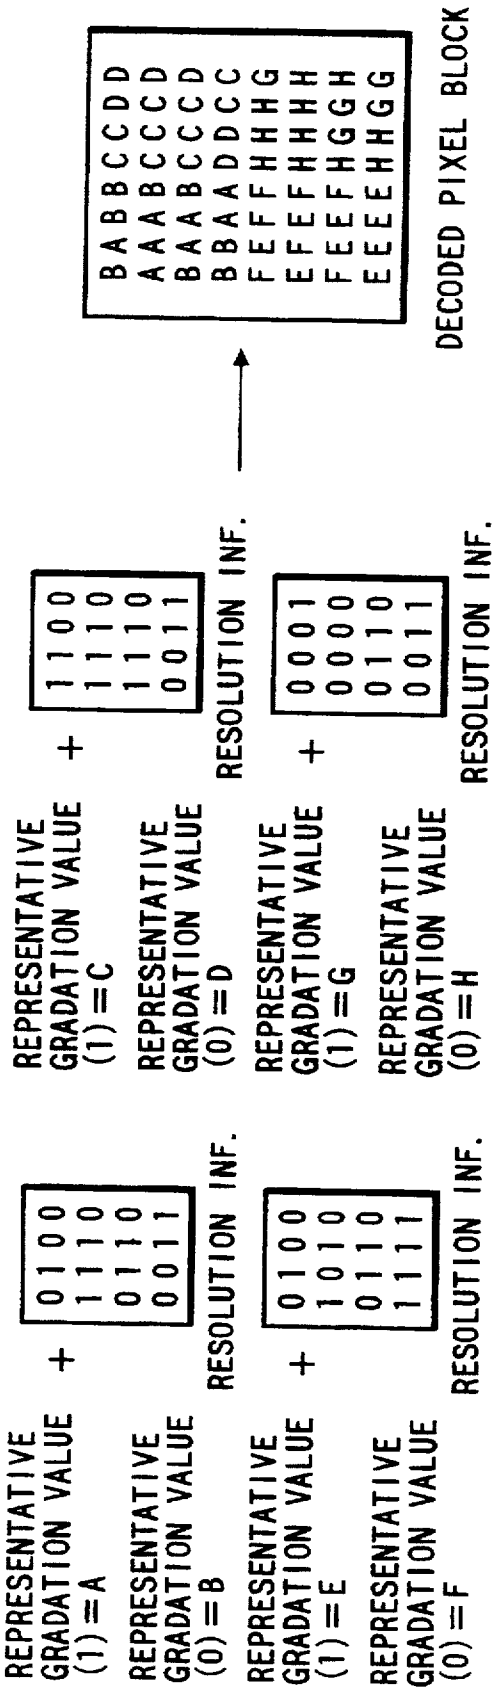 REPRESENTATIVE
GRADATION VALUE
(1)=A
+
0100
1110
0110
0011
RESOLUTION INF.
REPRESENTATIVE
GRADATION VALUE
(0)=B
REPRESENTATIVE
GRADATION VALUE
(1)=C
+
1100
1110
1110
0011
RESOLUTION INF.
REPRESENTATIVE
GRADATION VALUE
(0)=D
REPRESENTATIVE
GRADATION VALUE
(1)=E
+
0100
1010
0110
1111
RESOLUTION INF.
REPRESENTATIVE
GRADATION VALUE
(0)=F
REPRESENTATIVE
GRADATION VALUE
(1)=G
+
0001
0000
0110
0011
RESOLUTION INF.
REPRESENTATIVE
GRADATION VALUE
(0)=H
BABBCCDD
AAABCCCD
BAABCCCD
BBAADDCC
FEFFHHHG
EFEFHHHH
FEEFHGGH
EEEEHHGG
DECODED PIXEL BLOCK